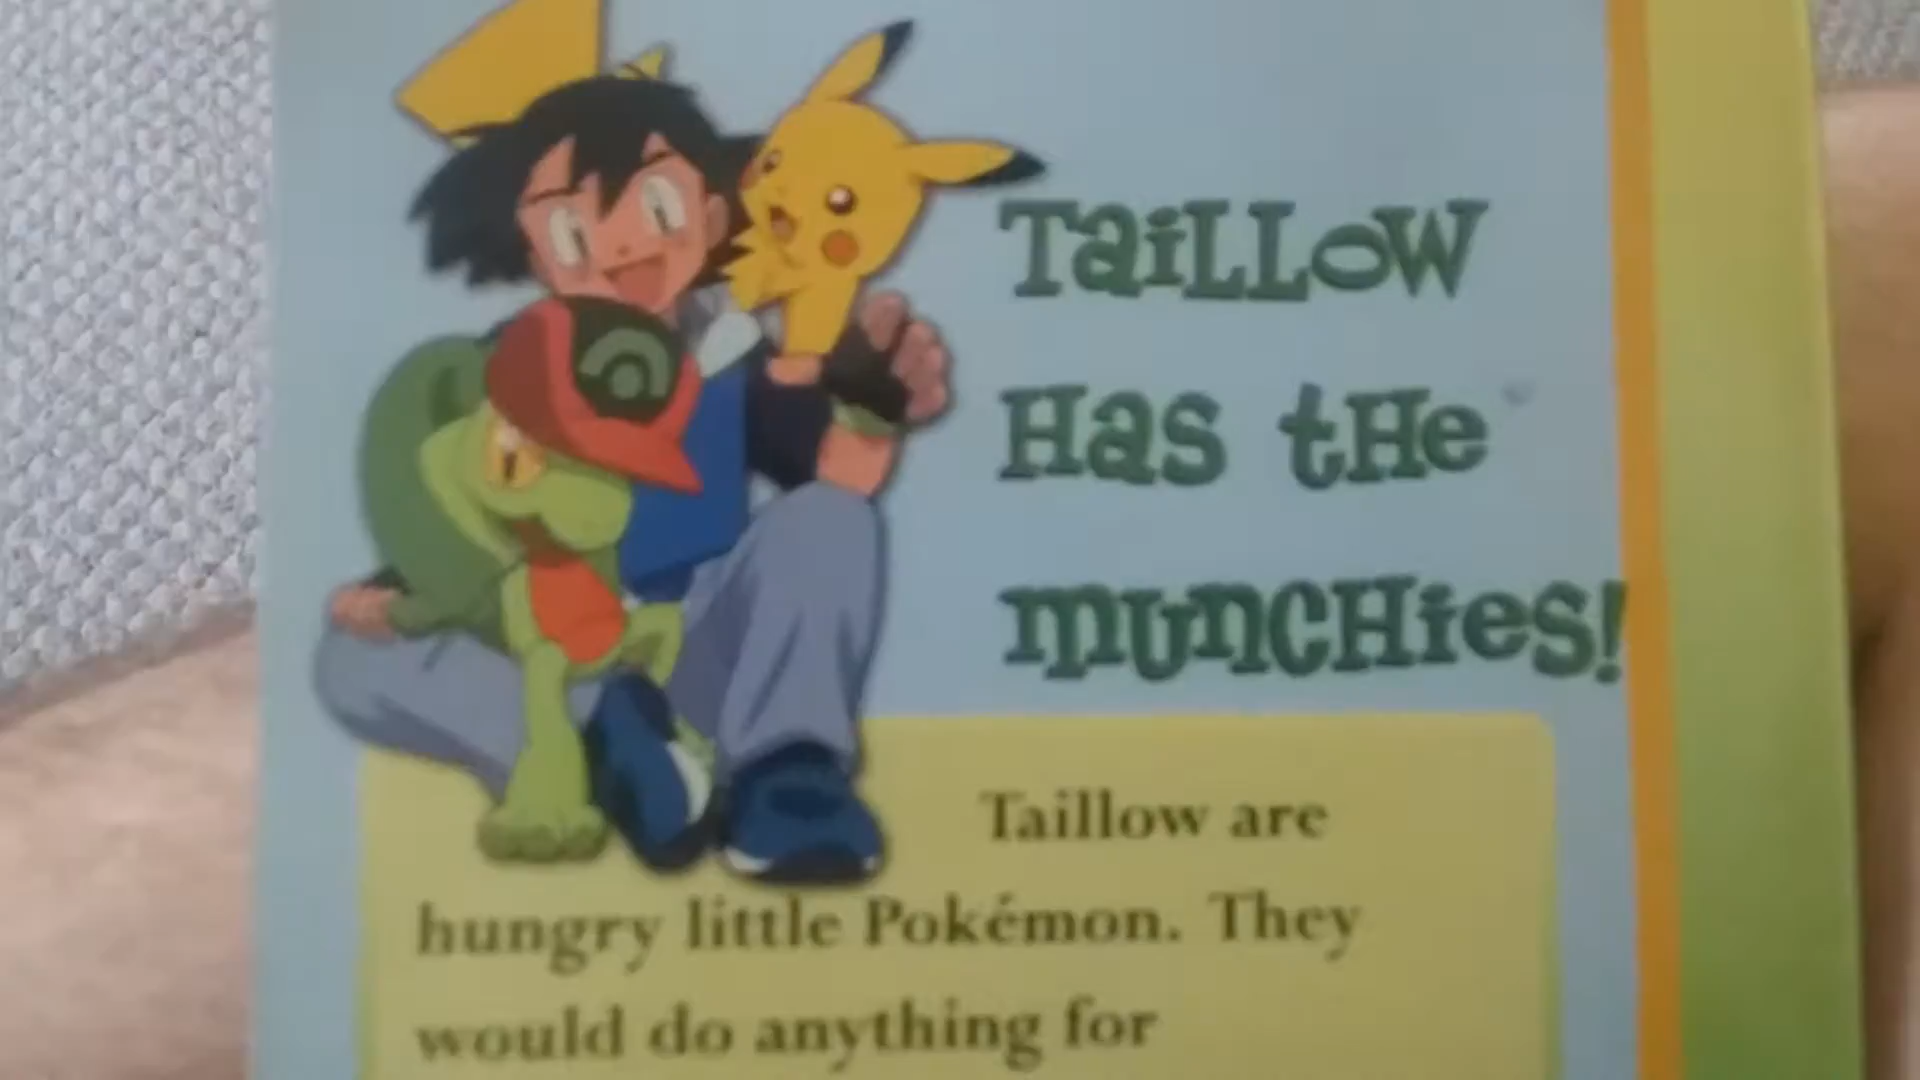 Taillow
Has the
Munchies!
Taillow are
hungry little Pokémon. They
would do anything for